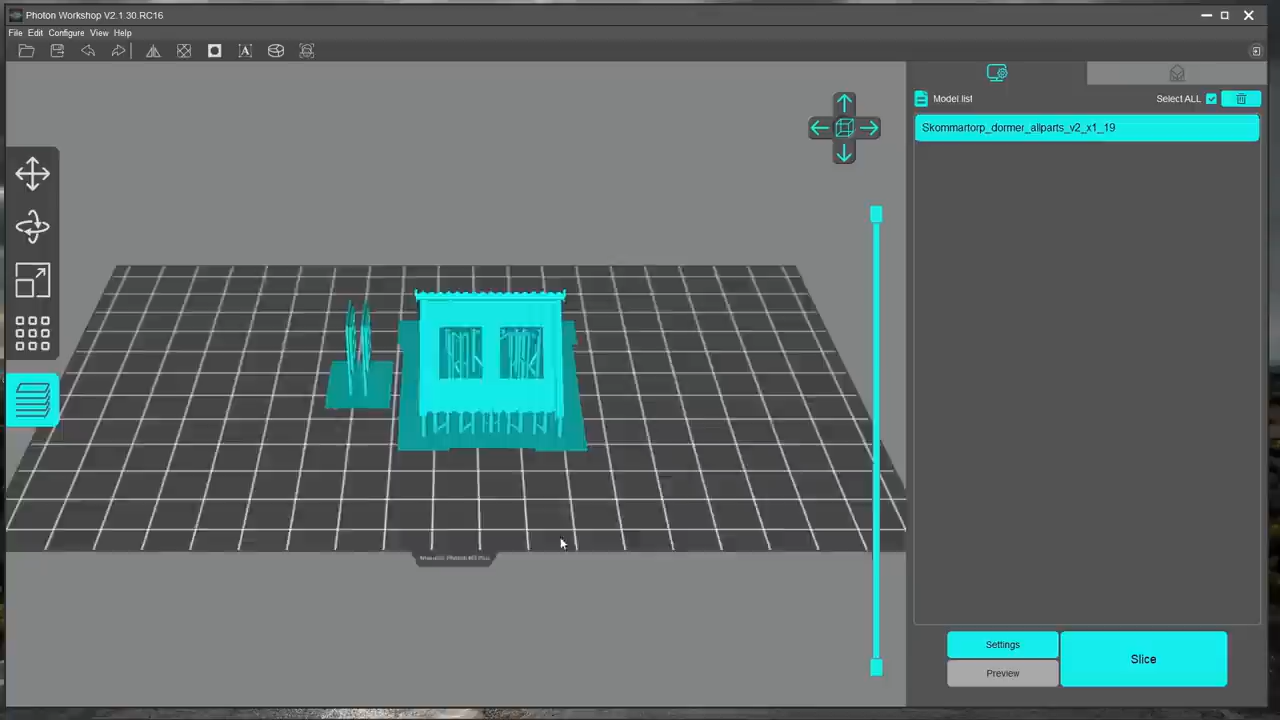 Photon Workshop V2.1.30.RC16
File Edit Configure View Help
A
Model list
Select ALL
Skommartorp_dormer_allparts_v2_x1_19
Settings
Slice
Preview